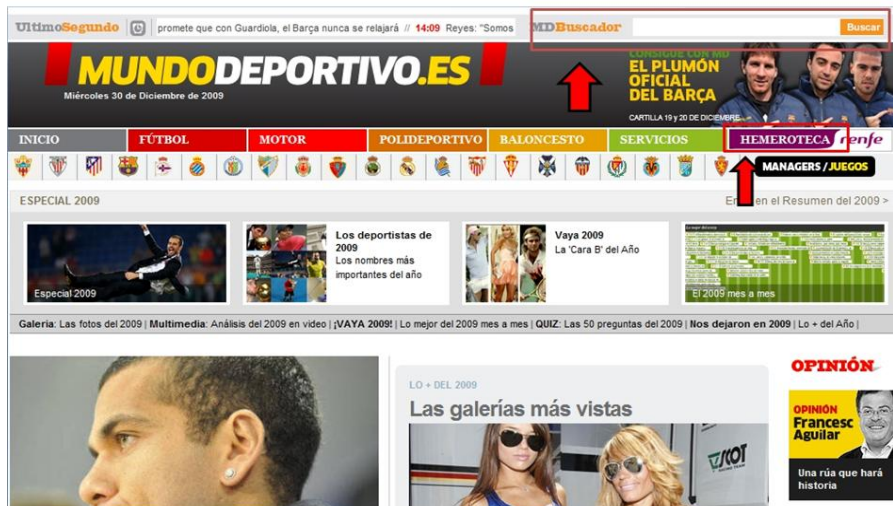 UltimoSegundo
promete que con Guardiola, el Barça nunca se relajará // 14:09 Reyes: "Somos
MDBuscador
Buscar
MUNDODEPORTIVO.ES
Miércoles 30 de Diciembre de 2009
CONSIGUE CON MD
EL PLUMÓN
OFICIAL
DEL BARÇA
CARTILLA 19 y 20 DE DICIEMBRE
INICIO
FÚTBOL
MOTOR
POLIDEPORTIVO
BALONCESTO
SERVICIOS
HEMEROTECA
renfe
MANAGERS / JUEGOS
ESPECIAL 2009
en el Resumen del 2009 >
Especial 2009
Los deportistas de
2009
Los nombres más
importantes del año
Vaya 2009
La 'Cara B' del Año
El 2009 mes a mes
Galería: Las fotos del 2009 | Multimedia: Análisis del 2009 en video | ¡VAYA 2009! | Lo mejor del 2009 mes a mes | QUIZ: Las 50 preguntas del 2009 | Nos dejaron en 2009 | Lo + del Año |
LO + DEL 2009
Las galerías más vistas
OPINIÓN
OPINIÓN
Francesc
Aguilar
Una rúa que hará
historia